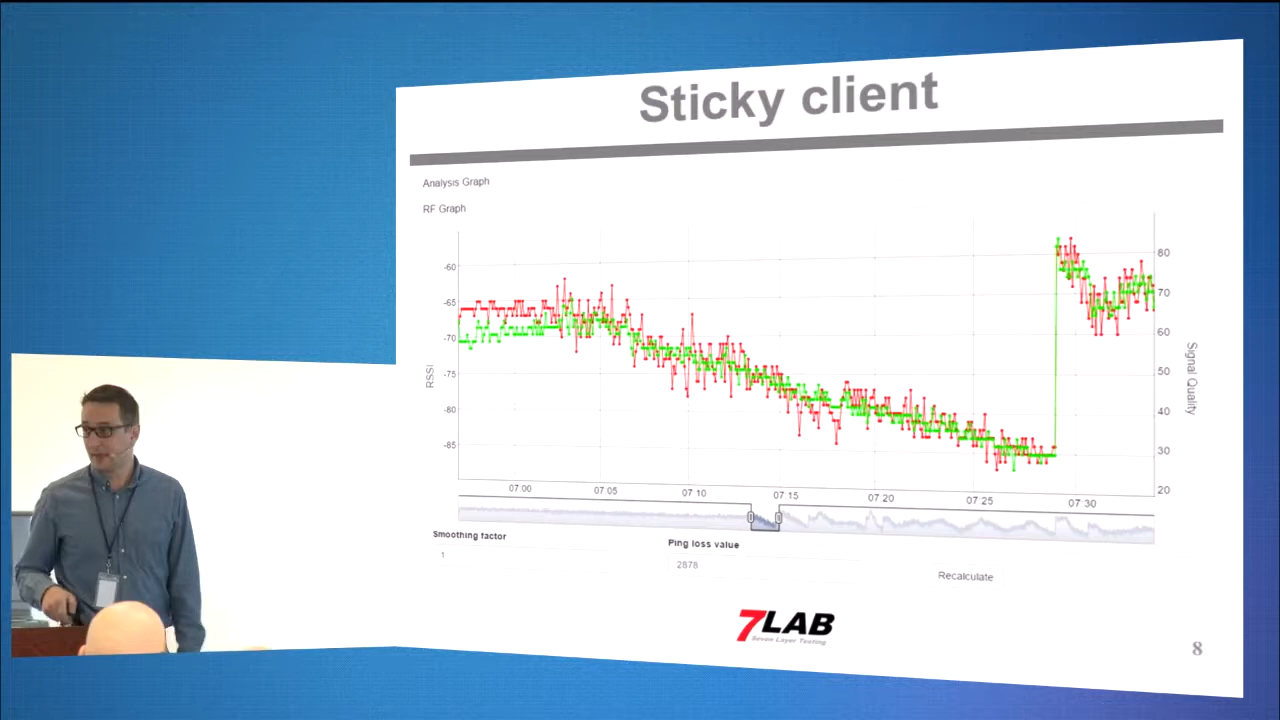 Sticky client
Analysis Graph
RF Graph
-60
-65
-70
-75
-80
-85
RSSI
80
70
60
50
40
30
20
Signal Quality
07:00
07:05
07:10
07:15
07:20
07:25
07:30
Smoothing factor
1
Ping loss value
2878
Recalculate
7LAB
Seven Layer Testing
8